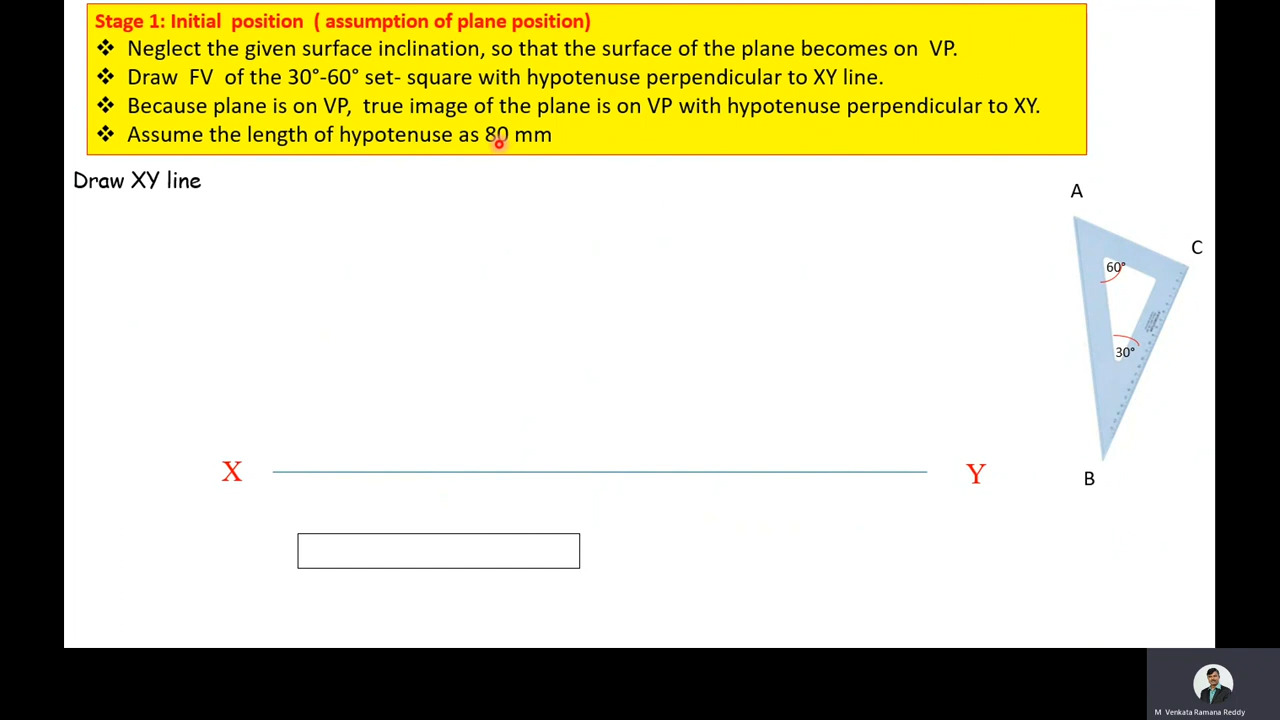 Stage 1: Initial position ( assumption of plane position)
❖ Neglect the given surface inclination, so that the surface of the plane becomes on VP.
❖ Draw FV of the 30°-60° set- square with hypotenuse perpendicular to XY line.
❖ Because plane is on VP, true image of the plane is on VP with hypotenuse perpendicular to XY.
❖ Assume the length of hypotenuse as 80 mm
Draw XY line
A
C
60°
30°
X
Y
B
M Venkata Ramana Reddy